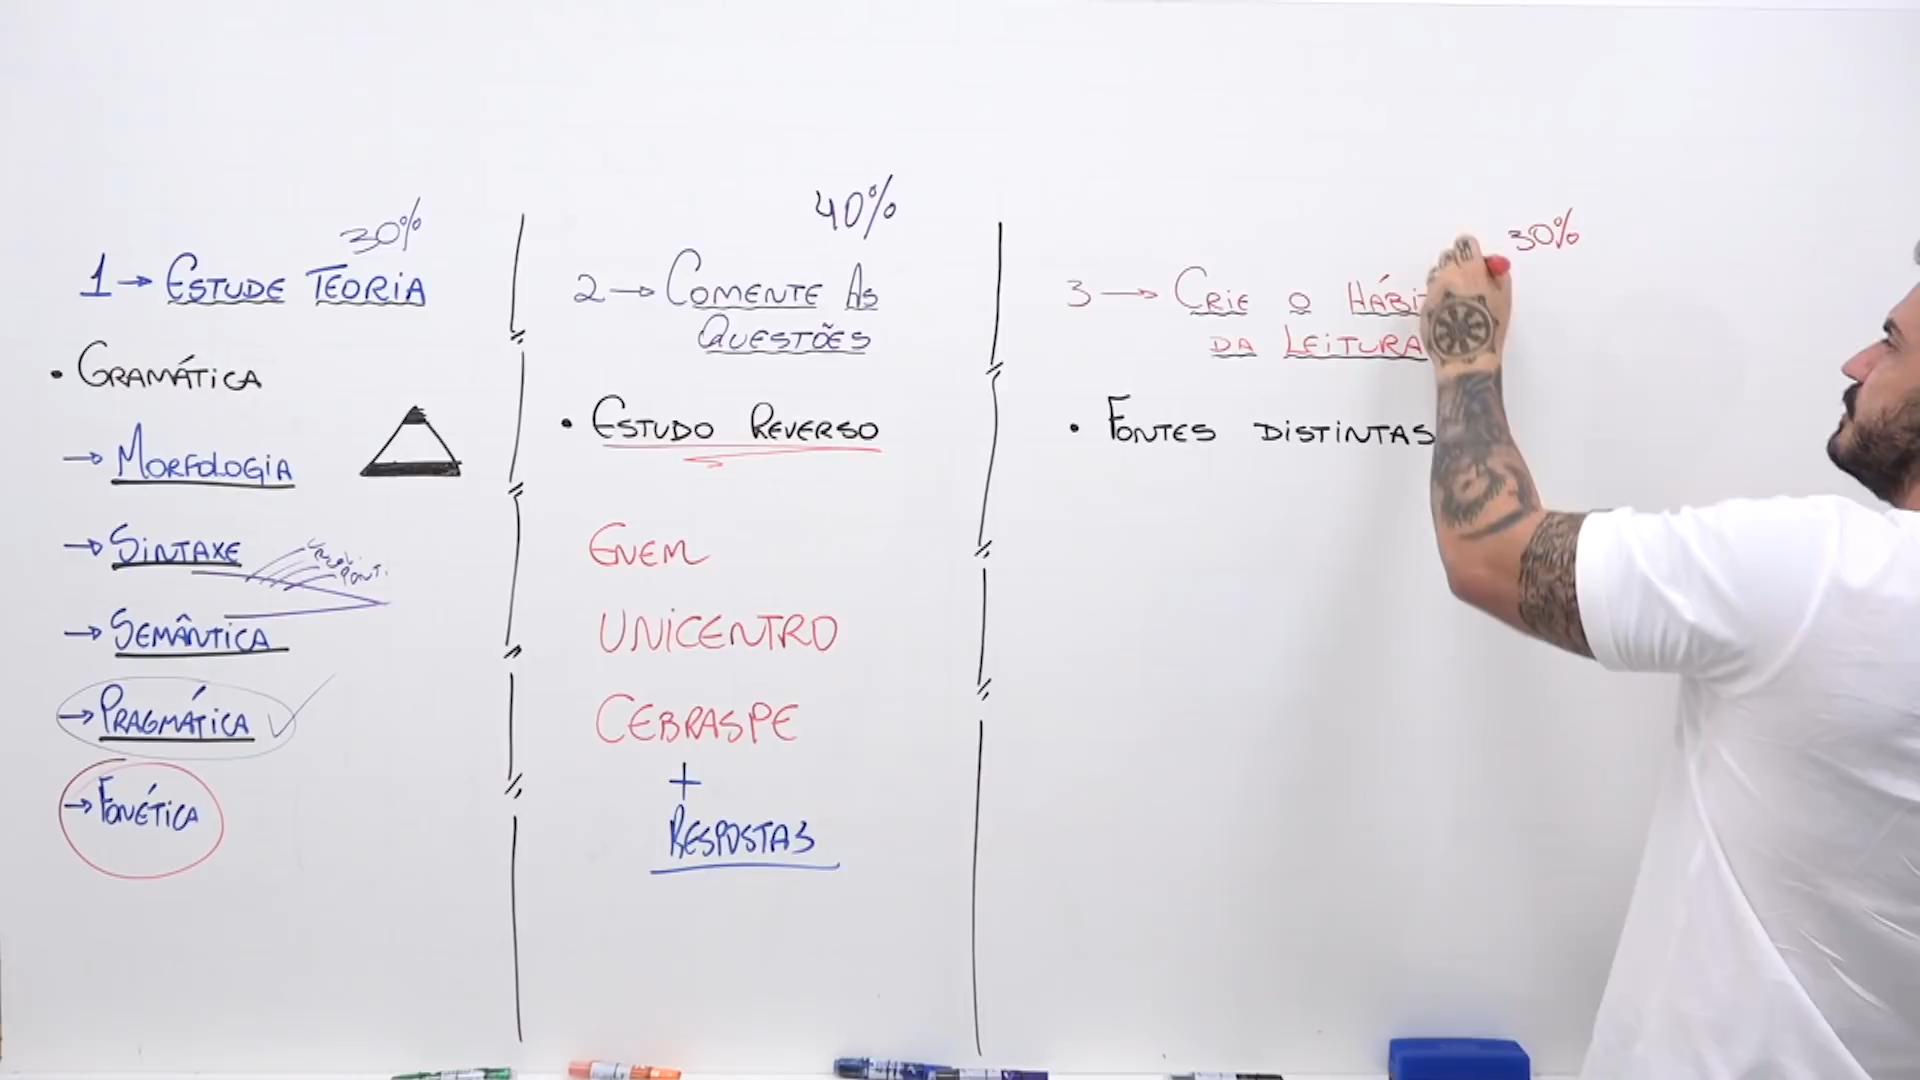 30%
1 → ESTUDE TEORIA
• GRAMÁTICA
→ MORFOLOGIA
→ SINTAXE
PONT.
→ SEMÂNTICA
→ PRAGMÁTICA
→ FONÉTICA
40%
2 → COMENTE AS
QUESTÕES
• ESTUDO REVERSO
ENEM
UNICENTRO
CEBRASPE
+
RESPOSTAS
30%
3 → CRIE O HÁBI
DA LEITURA
• FONTES DISTINTAS